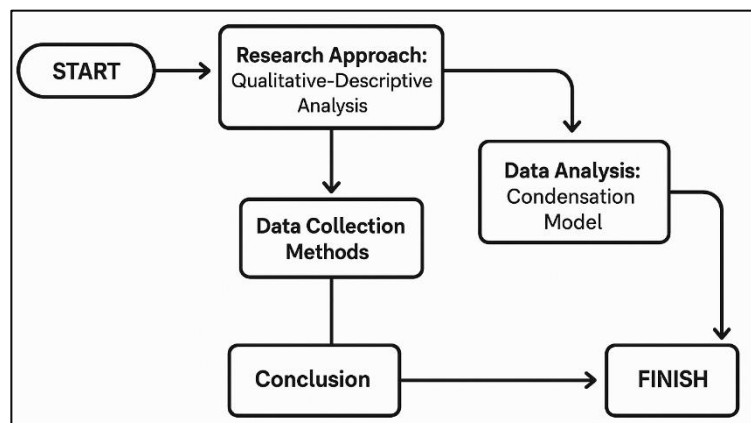 START
Research Approach:
Qualitative-Descriptive
Analysis
Data Analysis:
Condensation
Model
Data Collection
Methods
Conclusion
FINISH